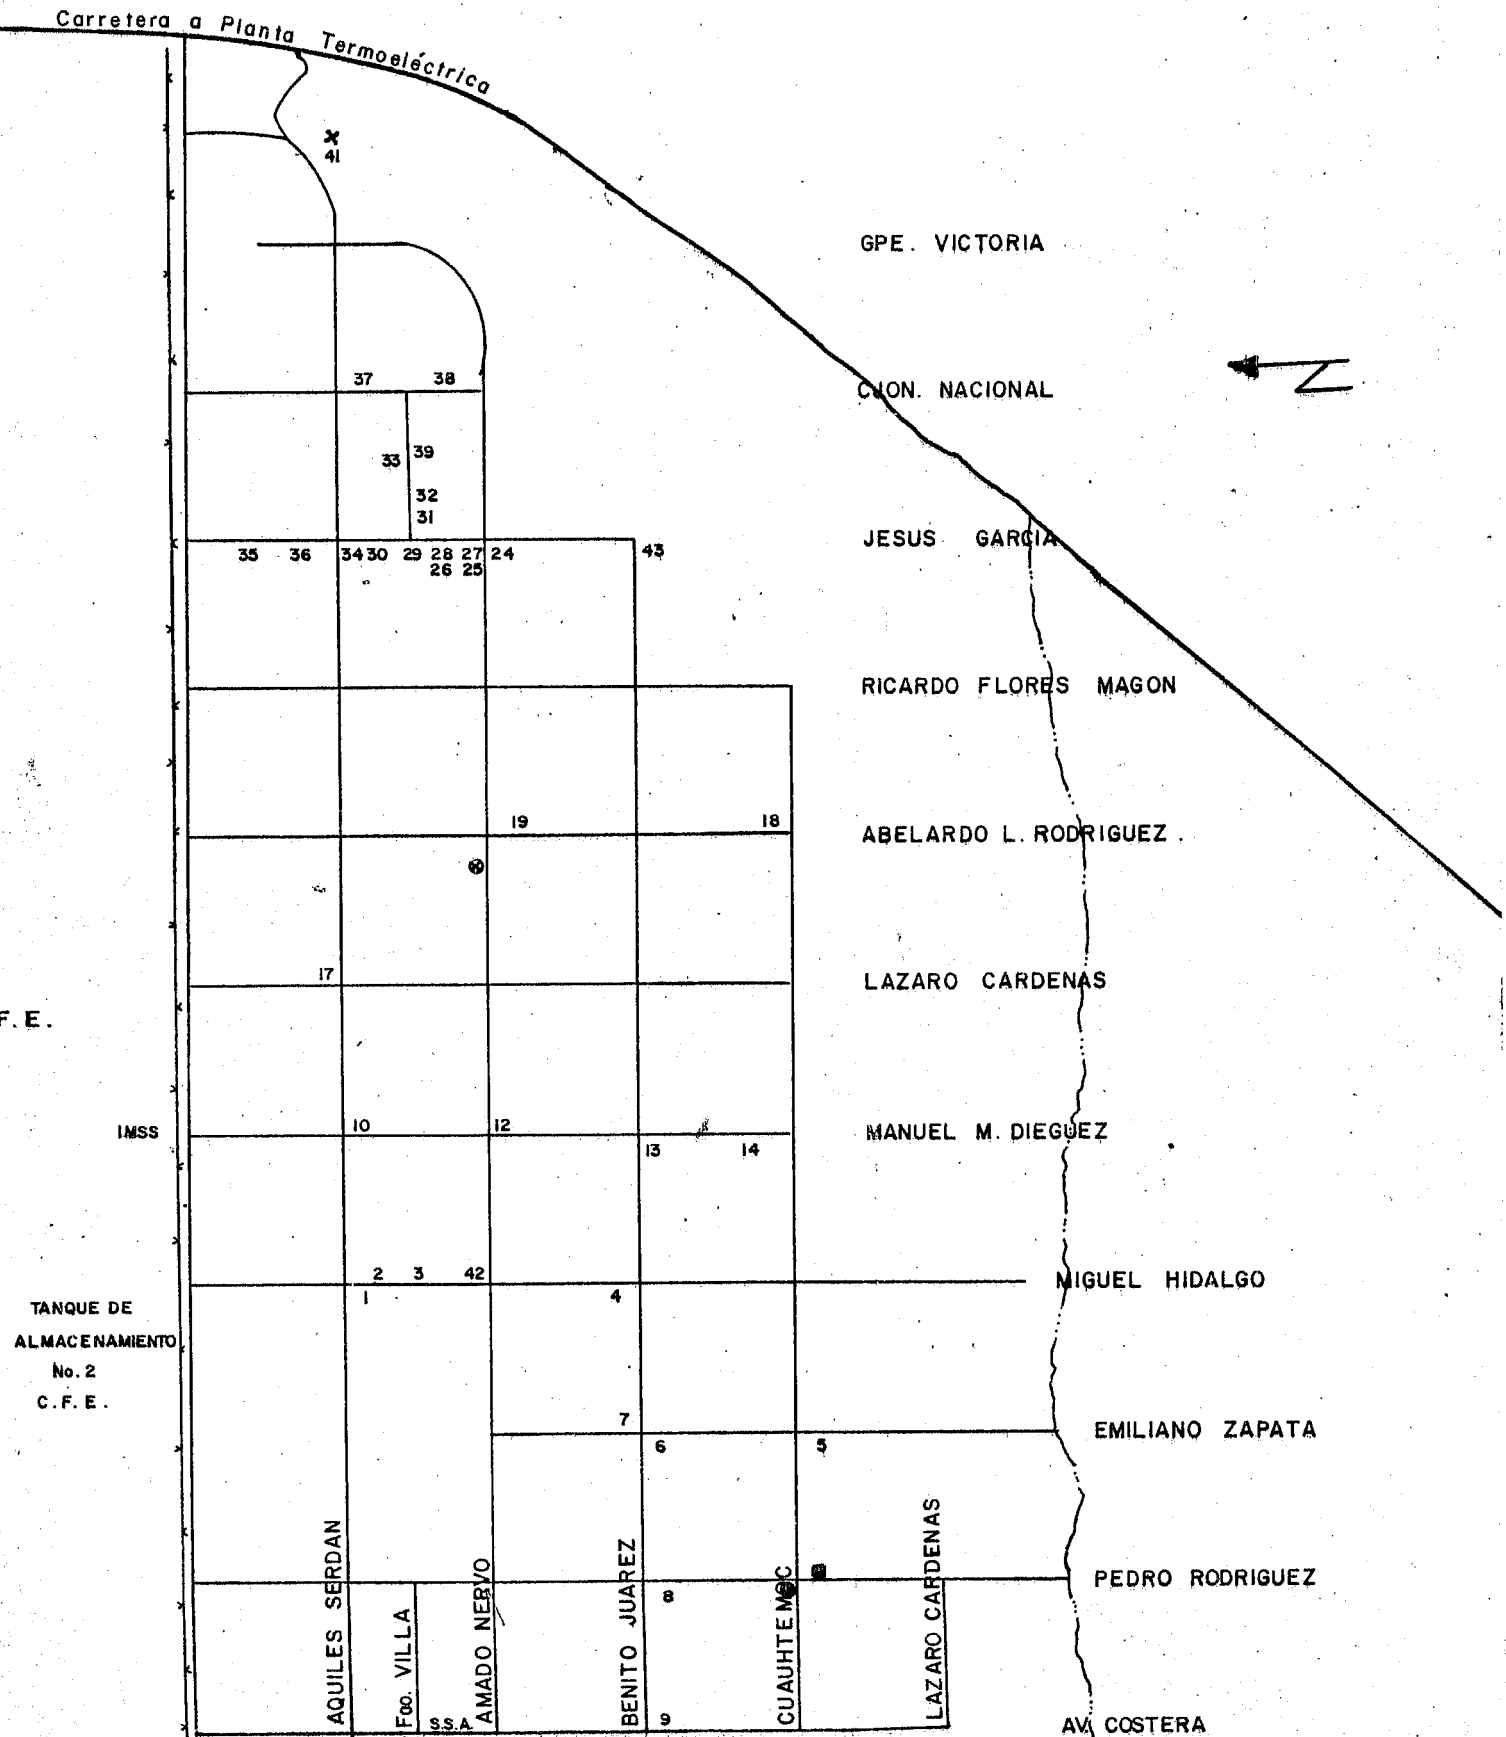 Carretera a Planta Termoeléctrica
41
GPE. VICTORIA
N
37 38
CJON. NACIONAL
33 39
32
31
35 36 34 30 29 28 27 24 43
26 25
JESUS GARCIA
RICARDO FLORES MAGON
19 18
ABELARDO L. RODRIGUEZ.
17
LAZARO CARDENAS
F. E.
IMSS
10 12
13 14
MANUEL M. DIEGUEZ
2 3 42
1 4
MIGUEL HIDALGO
TANQUE DE
ALMACENAMIENTO
No. 2
C. F. E.
7
6 5
EMILIANO ZAPATA
8
PEDRO RODRIGUEZ
AQUILES SERDAN
Fco. VILLA
S.S.A.
AMADO NERVO
BENITO JUAREZ
9
CUAUHTEMOC
LAZARO CARDENAS
AV. COSTERA